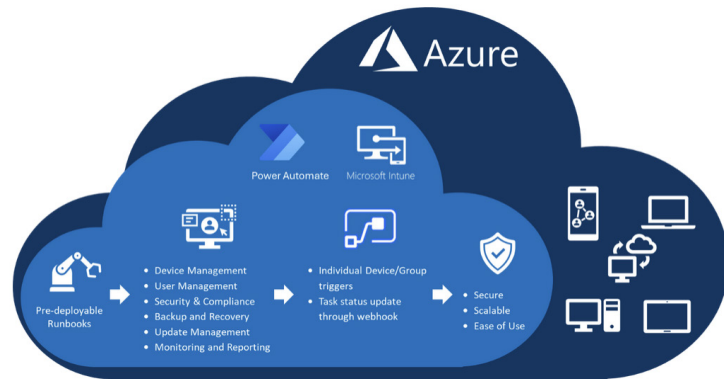 Azure
Power Automate
Microsoft Intune
Pre-deployable
Runbooks
• Device Management
• User Management
• Security & Compliance
• Backup and Recovery
• Update Management
• Monitoring and Reporting
• Individual Device/Group
triggers
• Task status update
through webhook
• Secure
• Scalable
• Ease of Use